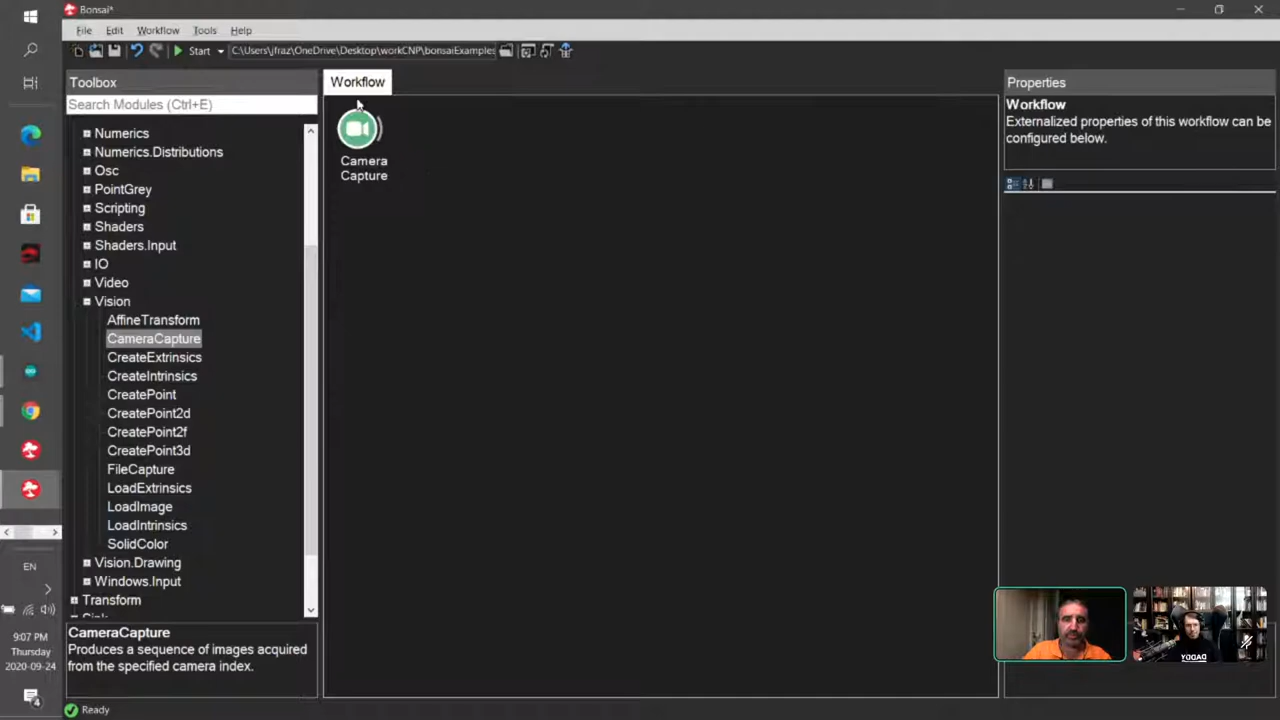 Bonsai*
File Edit Workflow Tools Help
Start C:\Users\jfraz\OneDrive\Desktop\workCNP\bonsaiExamples
Toolbox
Search Modules (Ctrl+E)
Numerics
Numerics.Distributions
Osc
PointGrey
Scripting
Shaders
Shaders.Input
IO
Video
Vision
AffineTransform
CameraCapture
CreateExtrinsics
CreateIntrinsics
CreatePoint
CreatePoint2d
CreatePoint2f
CreatePoint3d
FileCapture
LoadExtrinsics
LoadImage
LoadIntrinsics
SolidColor
Vision.Drawing
Windows.Input
Transform
CameraCapture
Produces a sequence of images acquired
from the specified camera index.
Ready
Workflow
Camera
Capture
Properties
Workflow
Externalized properties of this workflow can be
configured below.
EN
9:07 PM
Thursday
2020-09-24
4